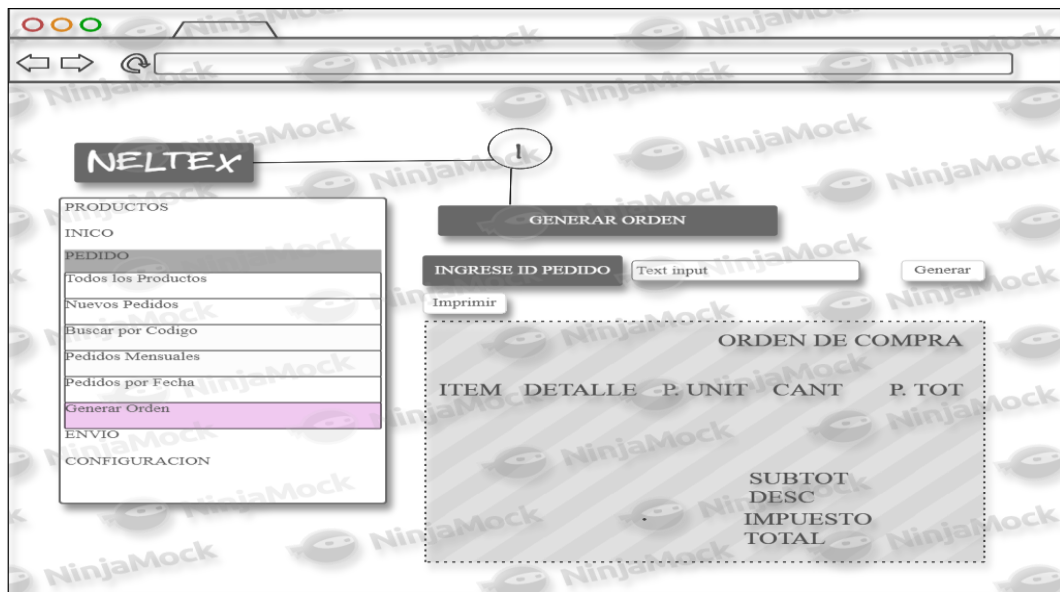 NELTEX
1
PRODUCTOS
INICO
PEDIDO
Todos los Productos
Nuevos Pedidos
Buscar por Codigo
Pedidos Mensuales
Pedidos por Fecha
Generar Orden
ENVIO
CONFIGURACION
GENERAR ORDEN
INGRESE ID PEDIDO Text input Generar
Imprimir
ORDEN DE COMPRA
ITEM DETALLE P. UNIT CANT P. TOT
SUBTOT
DESC
IMPUESTO
TOTAL
NinjaMock